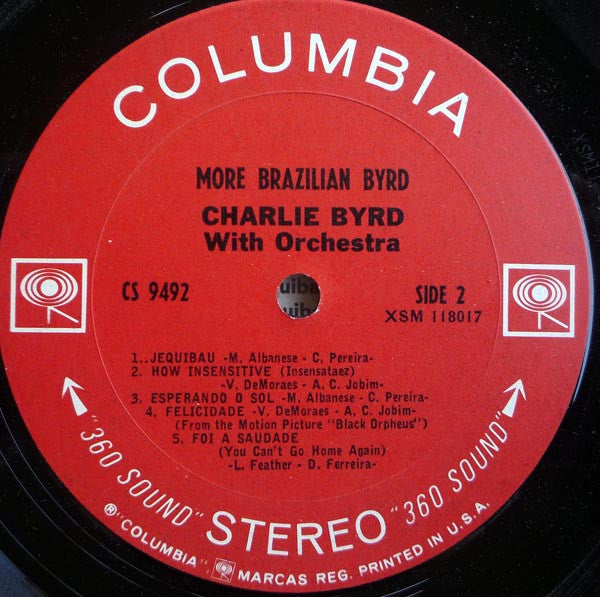 COLUMBIA
MORE BRAZILIAN BYRD
CHARLIE BYRD
With Orchestra
CS 9492
uiba
uiba
SIDE 2
XSM 118017
1..JEQUIBAU -M. Albanese - C. Pereira-
2. HOW INSENSITIVE (Insensataez)
-V. DeMoraes - A. C. Jobim-
3. ESPERANDO O SOL -M. Albanese - C. Pereira-
4. FELICIDADE -V. DeMoraes - A. C. Jobim-
(From the Motion Picture "Black Orpheus")
5. FOI A SAUDADE
(You Can't Go Home Again)
-L. Feather - D. Ferreira-
"360 SOUND" STEREO "360 SOUND"
® "COLUMBIA" MARCAS REG. PRINTED IN U.S.A.